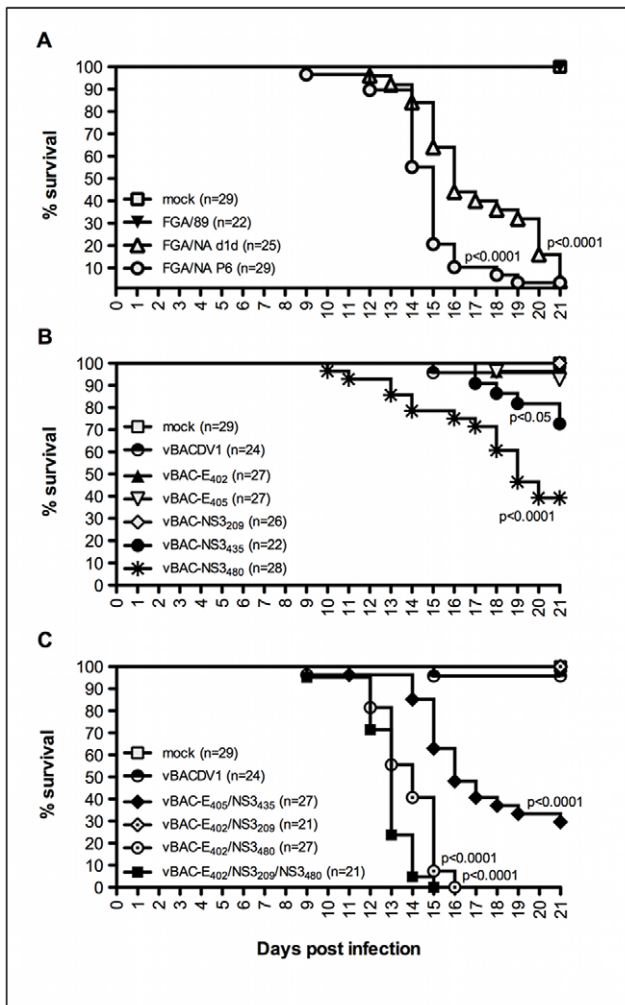 A
% survival
100
90
80
70
60
50
40
30
20
10
mock (n=29)
FGA/89 (n=22)
FGA/NA d1d (n=25)
FGA/NA P6 (n=29)
p<0.0001
p<0.0001
0 1 2 3 4 5 6 7 8 9 10 11 12 13 14 15 16 17 18 19 20 21
B
% survival
100
90
80
70
60
50
40
30
20
10
0
mock (n=29)
vBACDV1 (n=24)
vBAC-E402 (n=27)
vBAC-E405 (n=27)
vBAC-NS3209 (n=26)
vBAC-NS3435 (n=22)
vBAC-NS3480 (n=28)
p<0.05
p<0.0001
0 1 2 3 4 5 6 7 8 9 10 11 12 13 14 15 16 17 18 19 20 21
C
% survival
100
90
80
70
60
50
40
30
20
10
0
mock (n=29)
vBACDV1 (n=24)
vBAC-E405/NS3435 (n=27)
vBAC-E402/NS3209 (n=21)
vBAC-E402/NS3480 (n=27)
vBAC-E402/NS3209/NS3480 (n=21)
p<0.0001
p<0.0001
p<0.0001
0 1 2 3 4 5 6 7 8 9 10 11 12 13 14 15 16 17 18 19 20 21
Days post infection